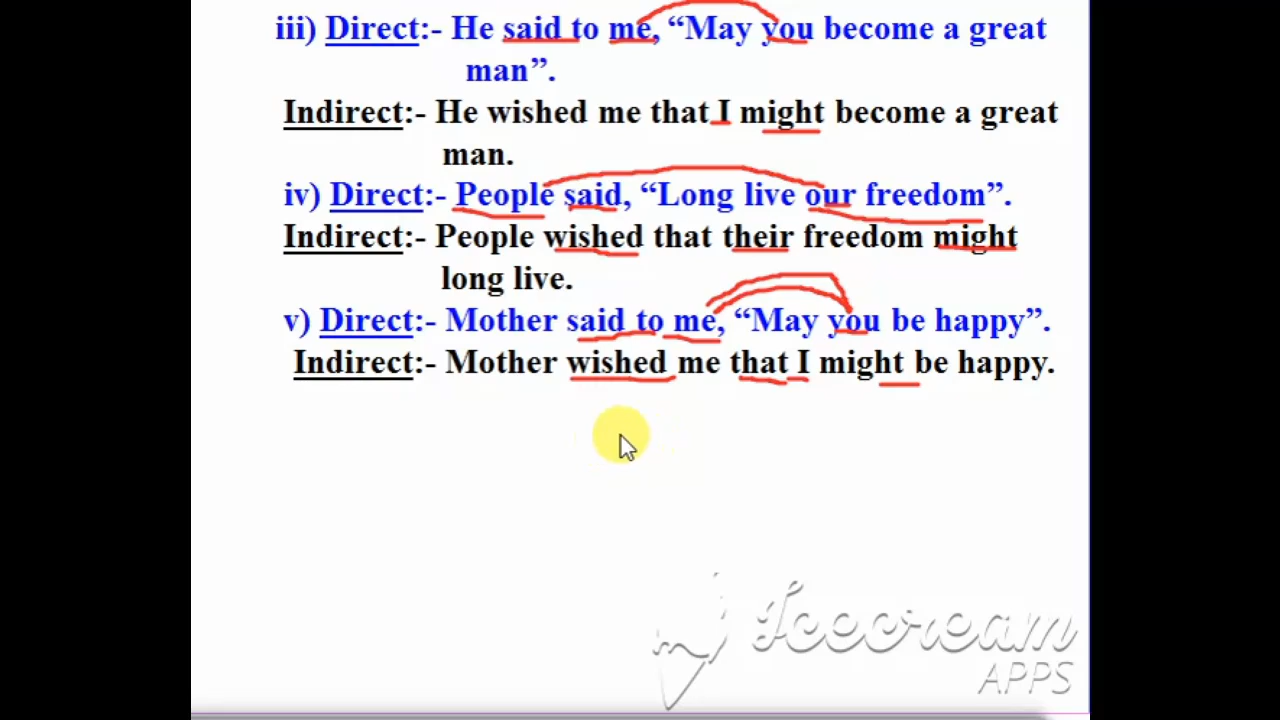 iii) Direct:- He said to me, “May you become a great
man”.
Indirect:- He wished me that I might become a great
man.
iv) Direct:- People said, “Long live our freedom”.
Indirect:- People wished that their freedom might
long live.
v) Direct:- Mother said to me, “May you be happy”.
Indirect:- Mother wished me that I might be happy.
Icecream
APPS